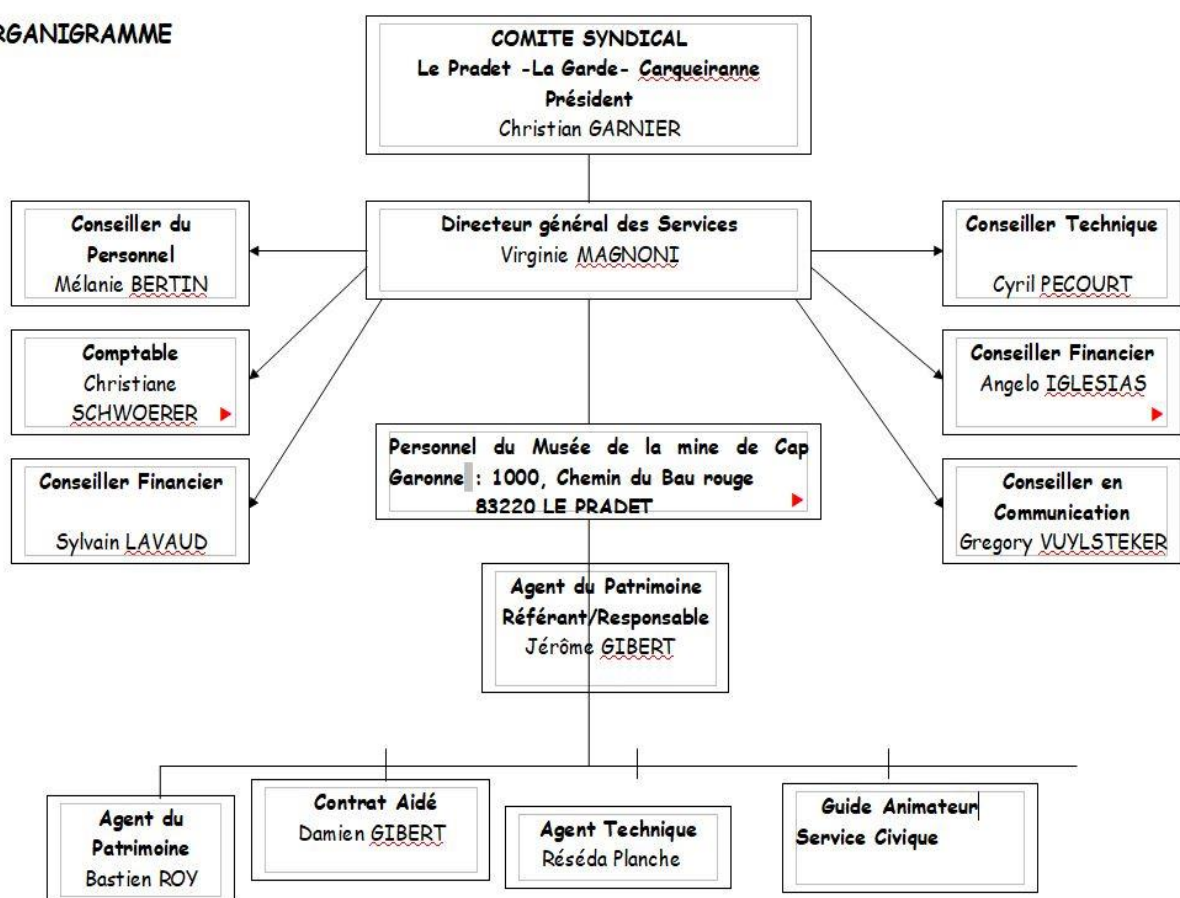 RGANIGRAMME
COMITE SYNDICAL
Le Pradet -La Garde- Carqueiranne
Président
Christian GARNIER
Conseiller du
Personnel
Mélanie BERTIN
Directeur général des Services
Virginie MAGNONI
Conseiller Technique
Cyril PECOURT
Comptable
Christiane
SCHWOERER
Conseiller Financier
Angelo IGLESIAS
Personnel du Musée de la mine de Cap
Garonne : 1000, Chemin du Bau rouge
83220 LE PRADET
Conseiller Financier
Sylvain LAVAUD
Conseiller en
Communication
Gregory VUYLSTEKER
Agent du Patrimoine
Référant/Responsable
Jérôme GIBERT
Agent du
Patrimoine
Bastien ROY
Contrat Aidé
Damien GIBERT
Agent Technique
Réséda Planche
Guide Animateur
Service Civique